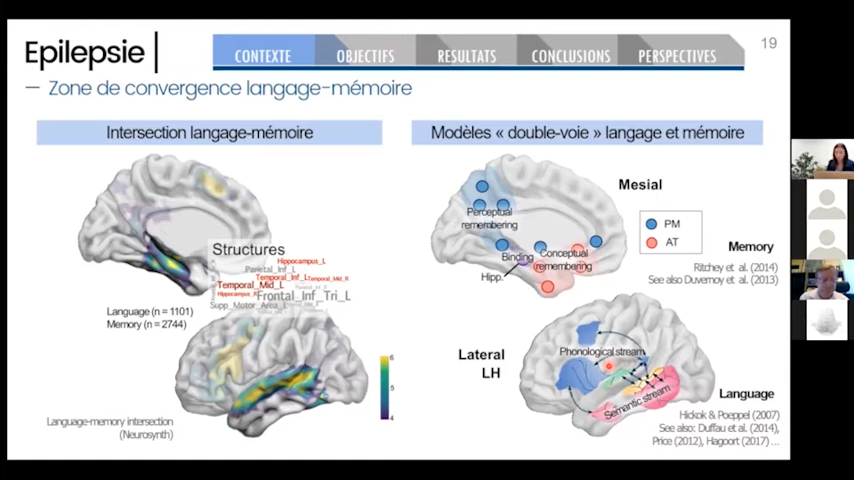 Epilepsie
CONTEXTE
OBJECTIFS
RESULTATS
CONCLUSIONS
PERSPECTIVES
19
— Zone de convergence langage-mémoire
Intersection langage-mémoire
Structures
Hippocampus_L
Parietal_Inf_L
Temporal_Inf_L
Temporal_Mid_R
Temporal_Mid_L
Hippocampus_R
Frontal_Inf_Tri_L
Supp_Motor_Area_L
Language (n = 1101)
Memory (n = 2744)
6
5
4
Language-memory intersection
(Neurosynth)
Modèles « double-voie » langage et mémoire
Mesial
PM
AT
Perceptual
remembering
Binding
Conceptual
remembering
Hipp.
Memory
Ritchey et al. (2014)
See also Duvernoy et al. (2013)
Lateral
LH
Phonological stream
Semantic stream
Language
Hickok & Poeppel (2007)
See also: Duffau et al. (2014),
Price (2012), Hagoort (2017) ...